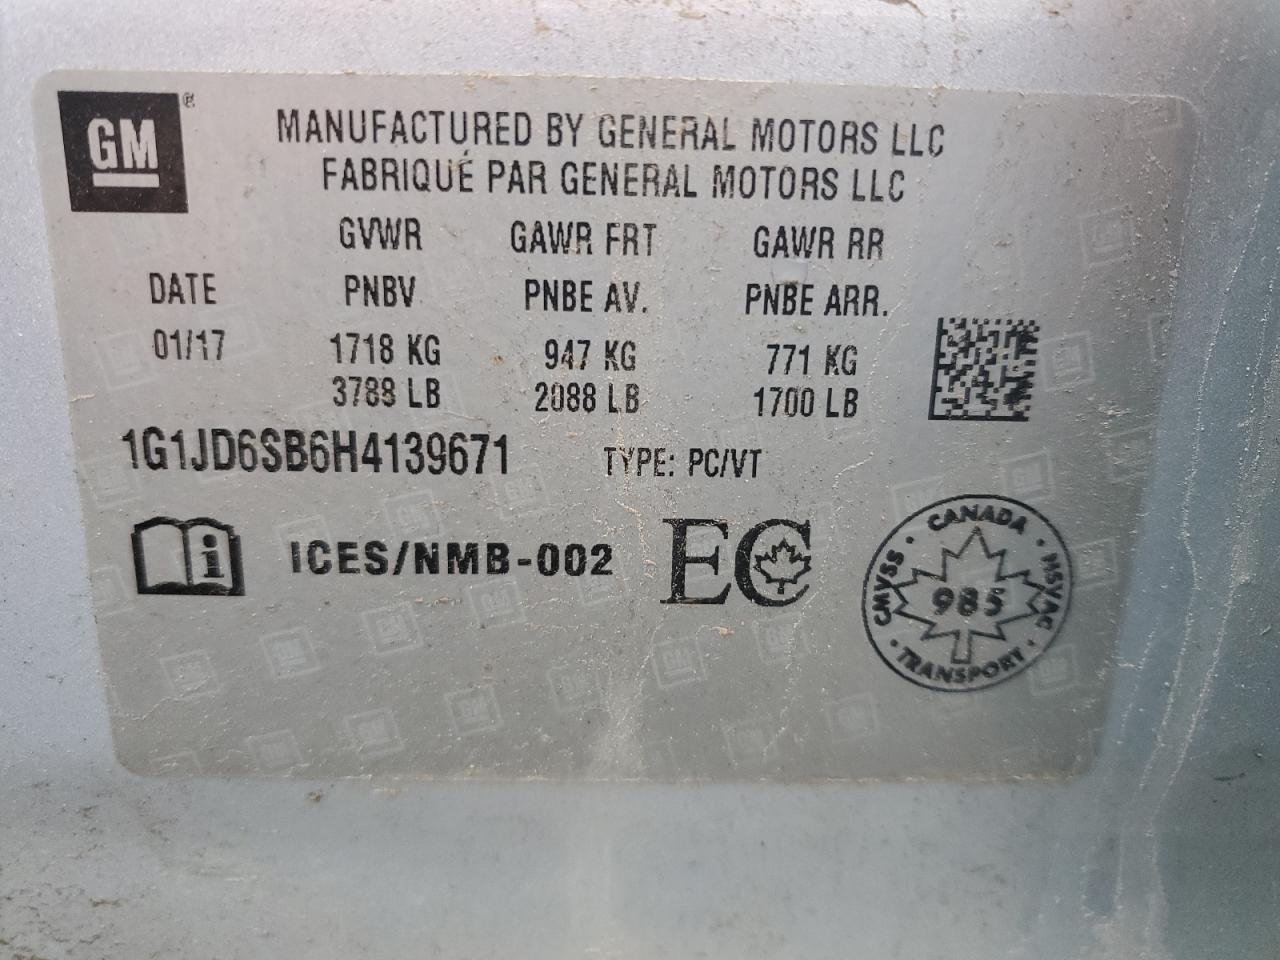 GM ®
MANUFACTURED BY GENERAL MOTORS LLC
FABRIQUÉ PAR GENERAL MOTORS LLC
GVWR GAWR FRT GAWR RR
DATE PNBV PNBE AV. PNBE ARR.
01/17 1718 KG 947 KG 771 KG
3788 LB 2088 LB 1700 LB
1G1JD6SB6H4139671 TYPE: PC/VT
i ICES/NMB-002 EC
CANADA
CMVSS · NSVAC
985
TRANSPORT